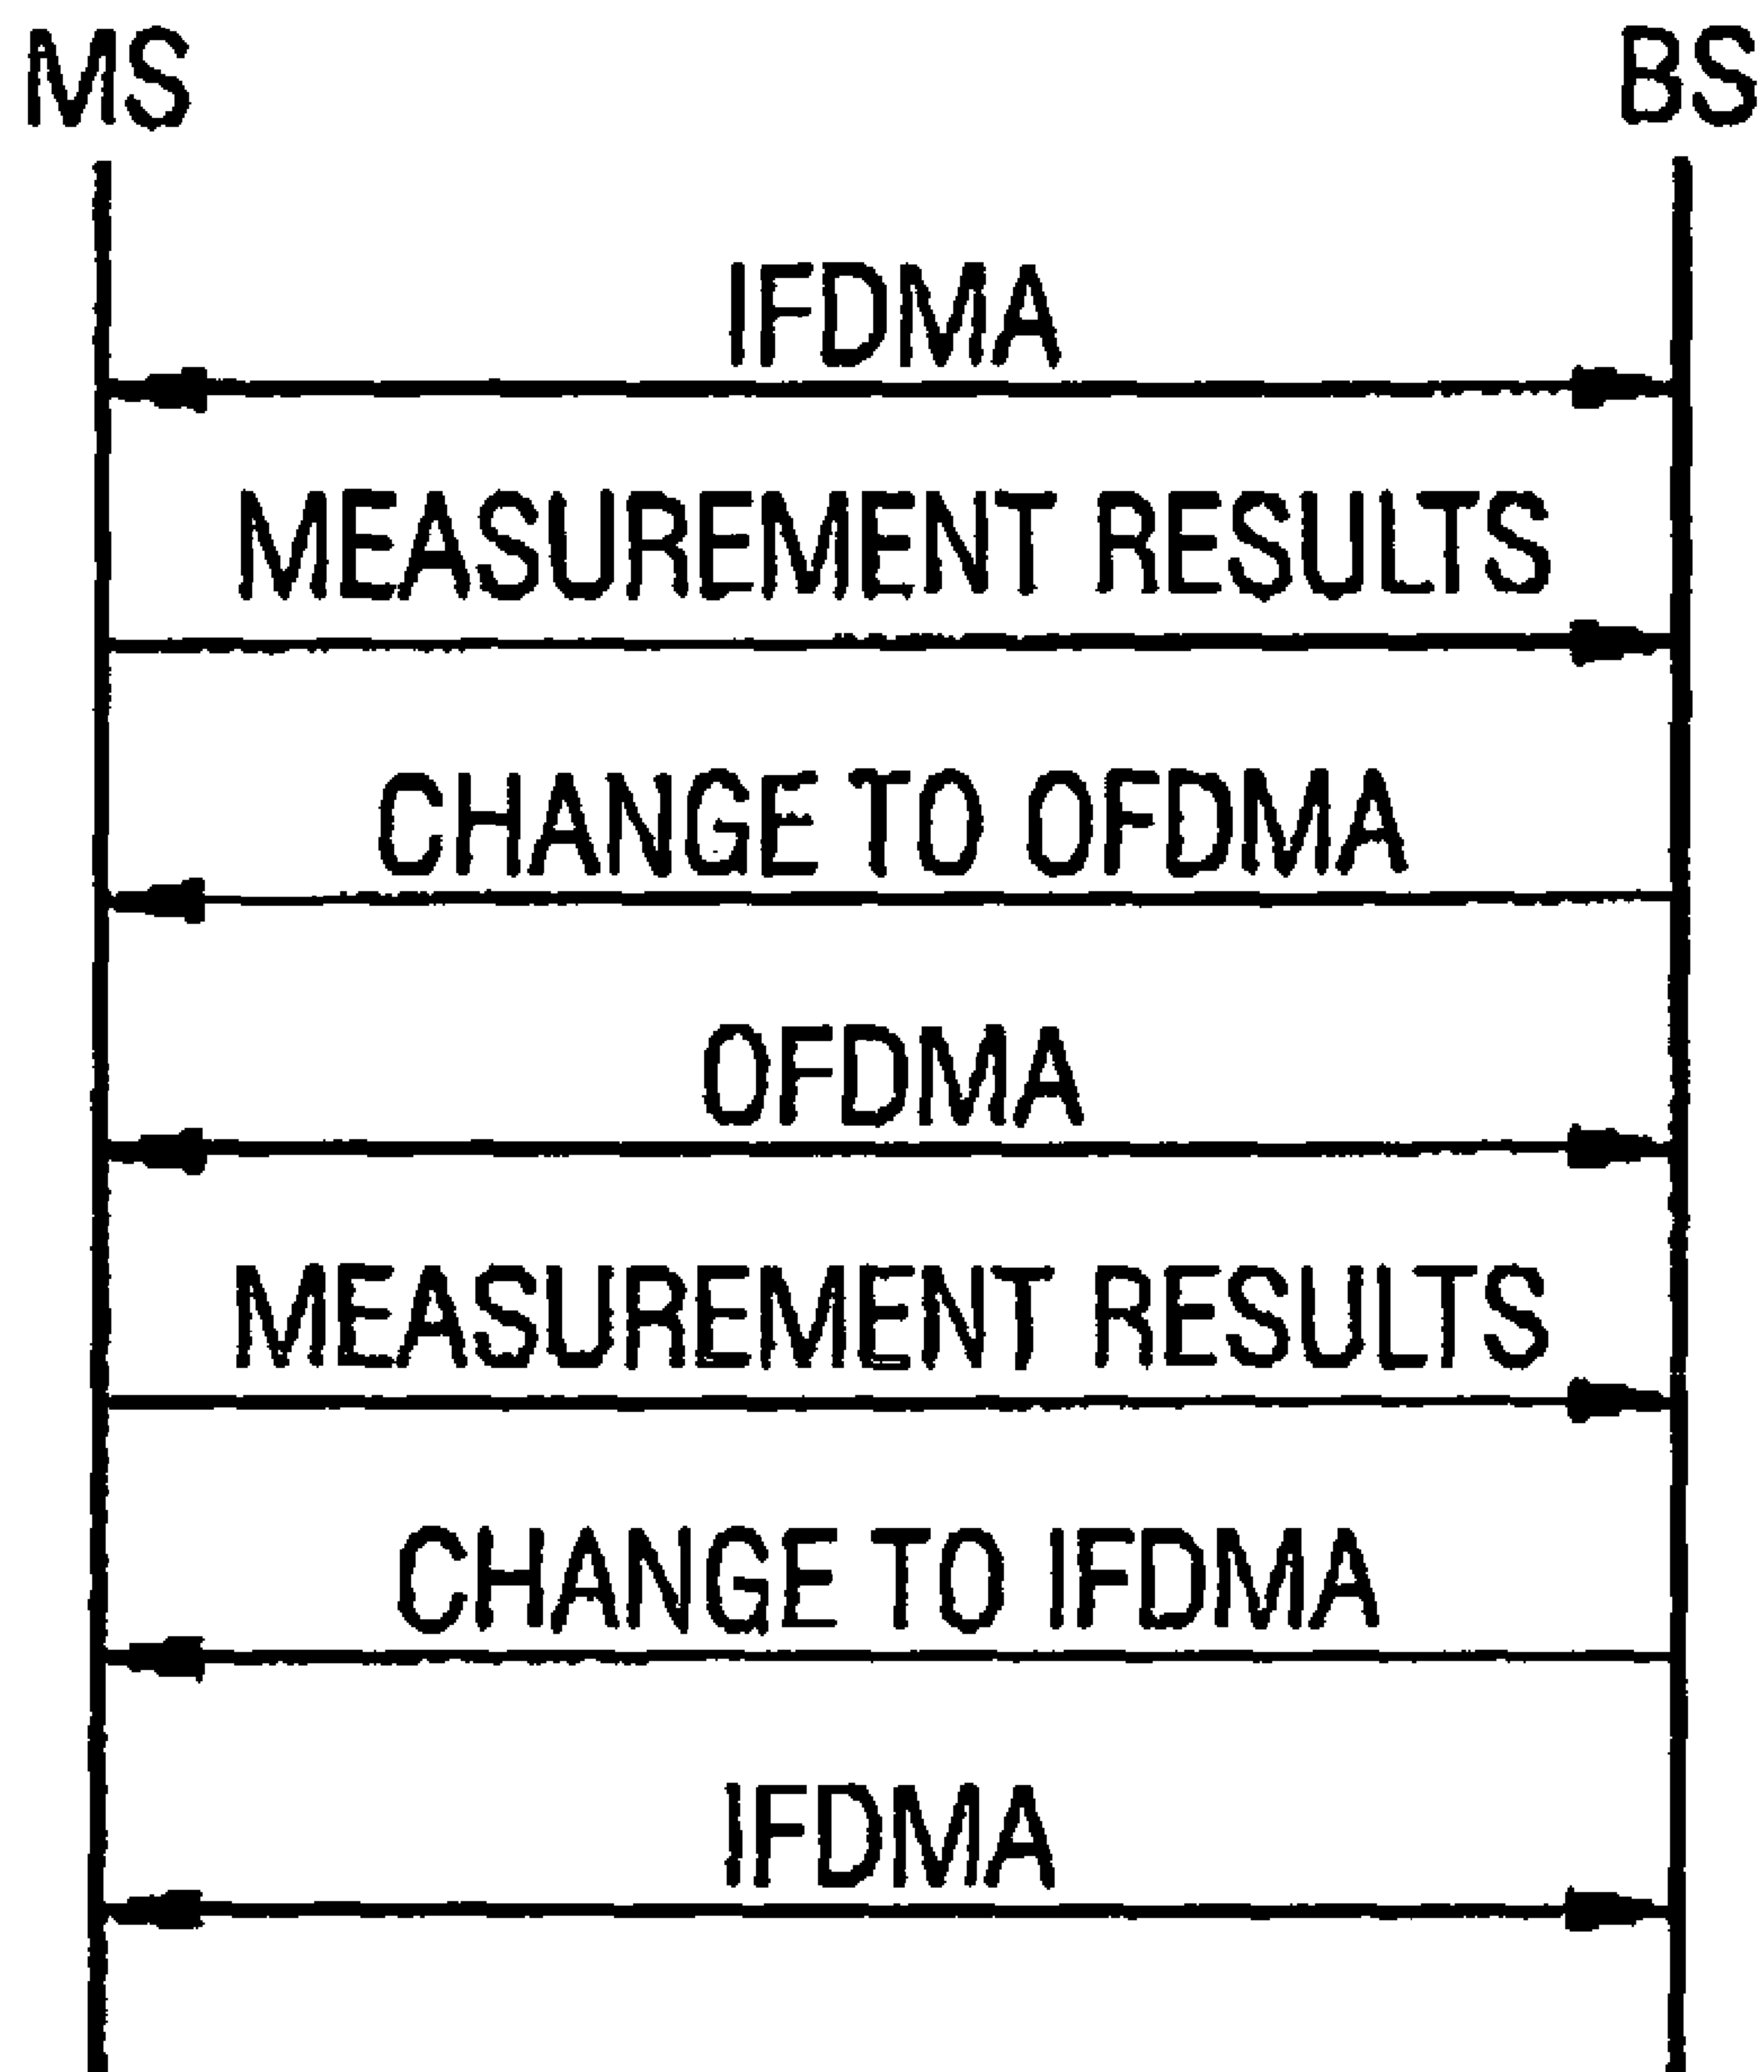 MS BS
IFDMA
MEASUREMENT RESULTS
CHANGE TO OFDMA
OFDMA
MEASUREMENT RESULTS
CHANGE TO IFDMA
IFDMA